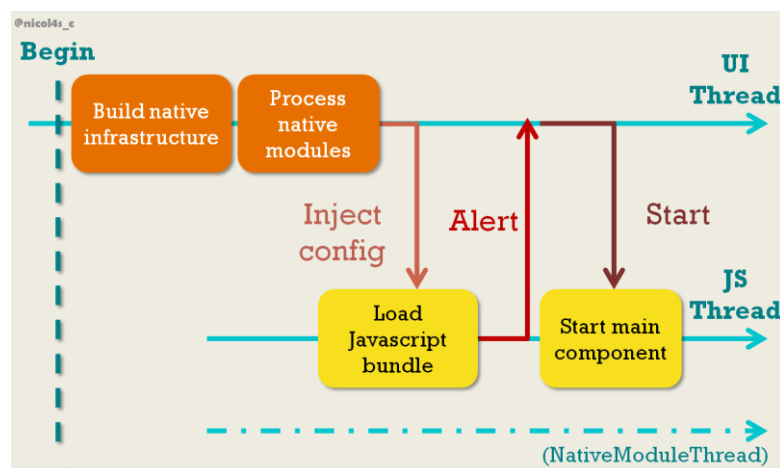 @nicol4s_c
Begin
UI
Thread
Build native
infrastructure
Process
native
modules
Inject
config
Alert
Start
JS
Thread
Load
Javascript
bundle
Start main
component
(NativeModuleThread)